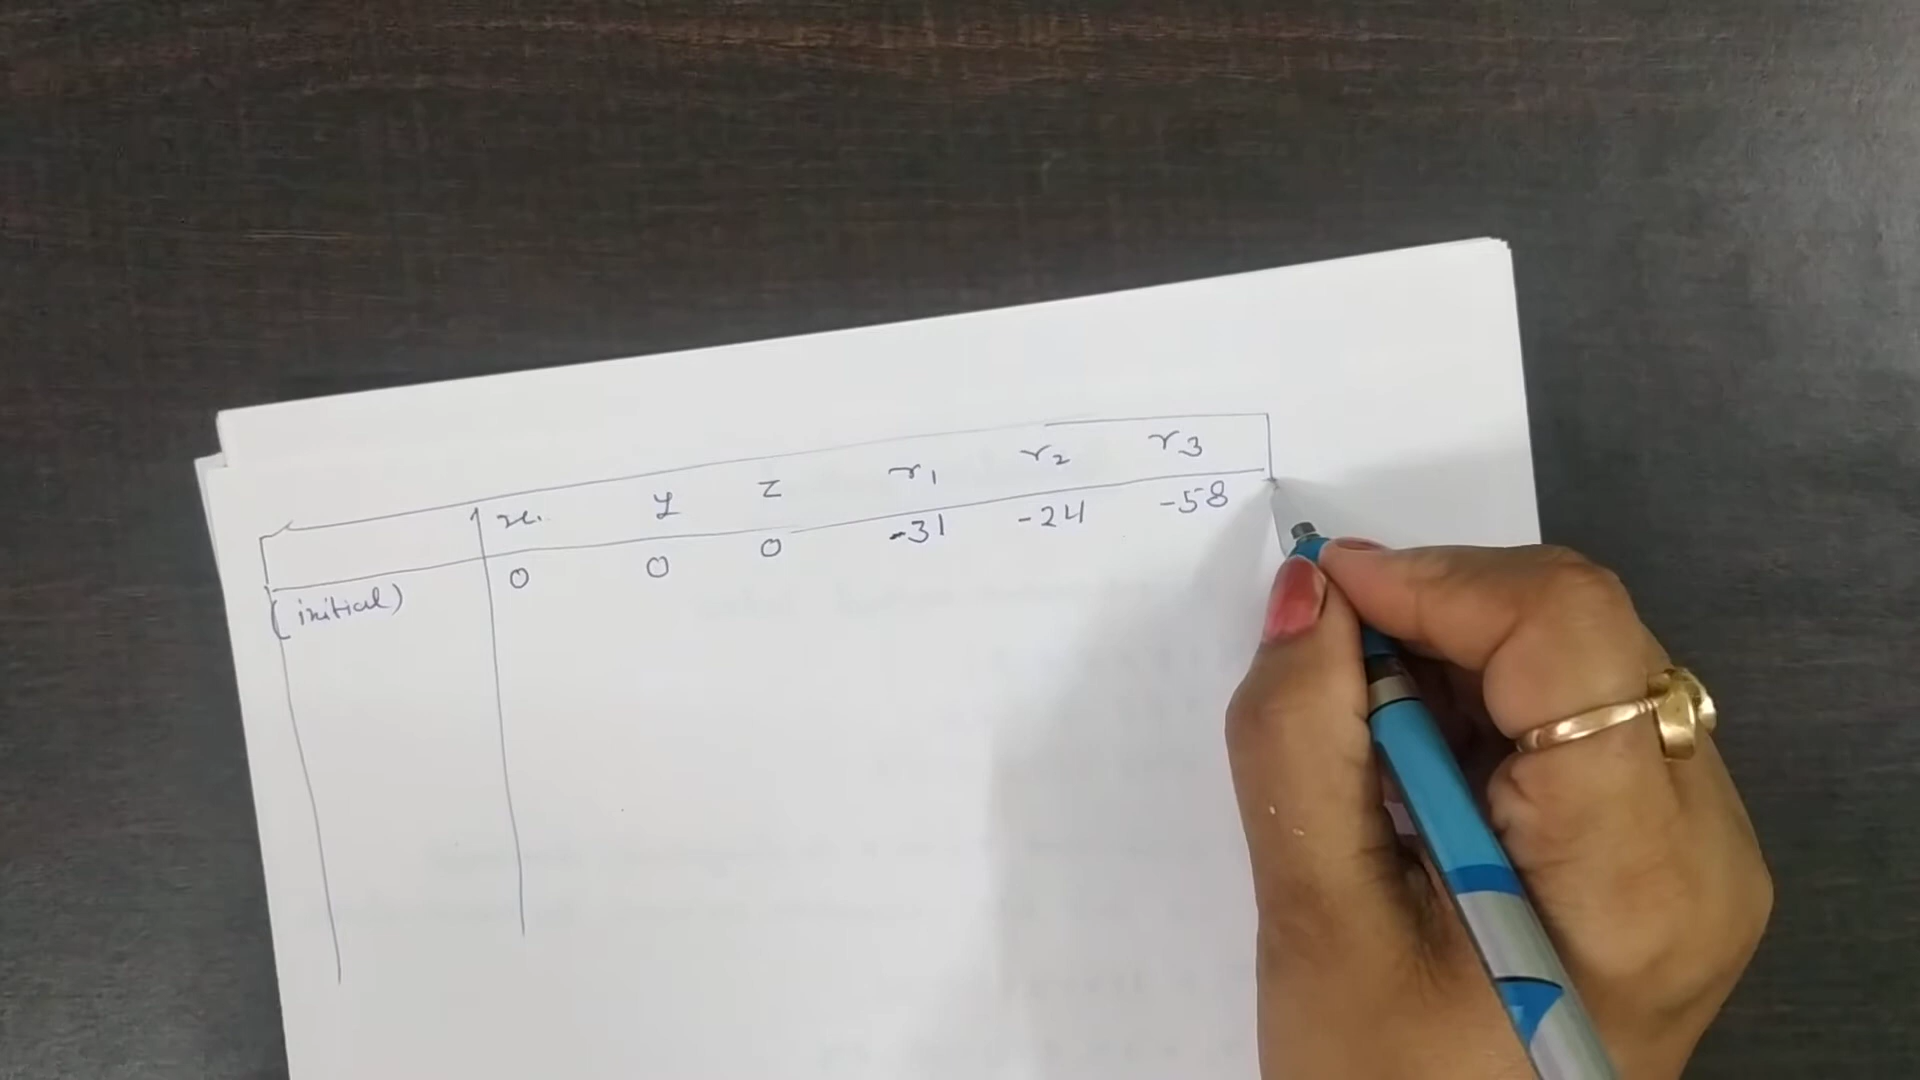 x y z r₁ r₂ r₃
(initial) 0 0 0 -31 -24 -58